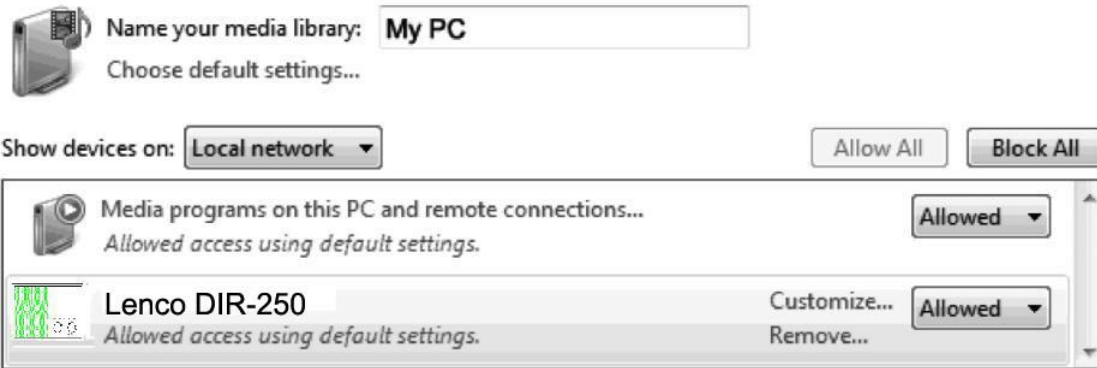 Name your media library: My PC
Choose default settings...
Show devices on: Local network Allow All Block All
Media programs on this PC and remote connections... Allowed
Allowed access using default settings.
Lenco DIR-250 Customize... Allowed
Allowed access using default settings. Remove...